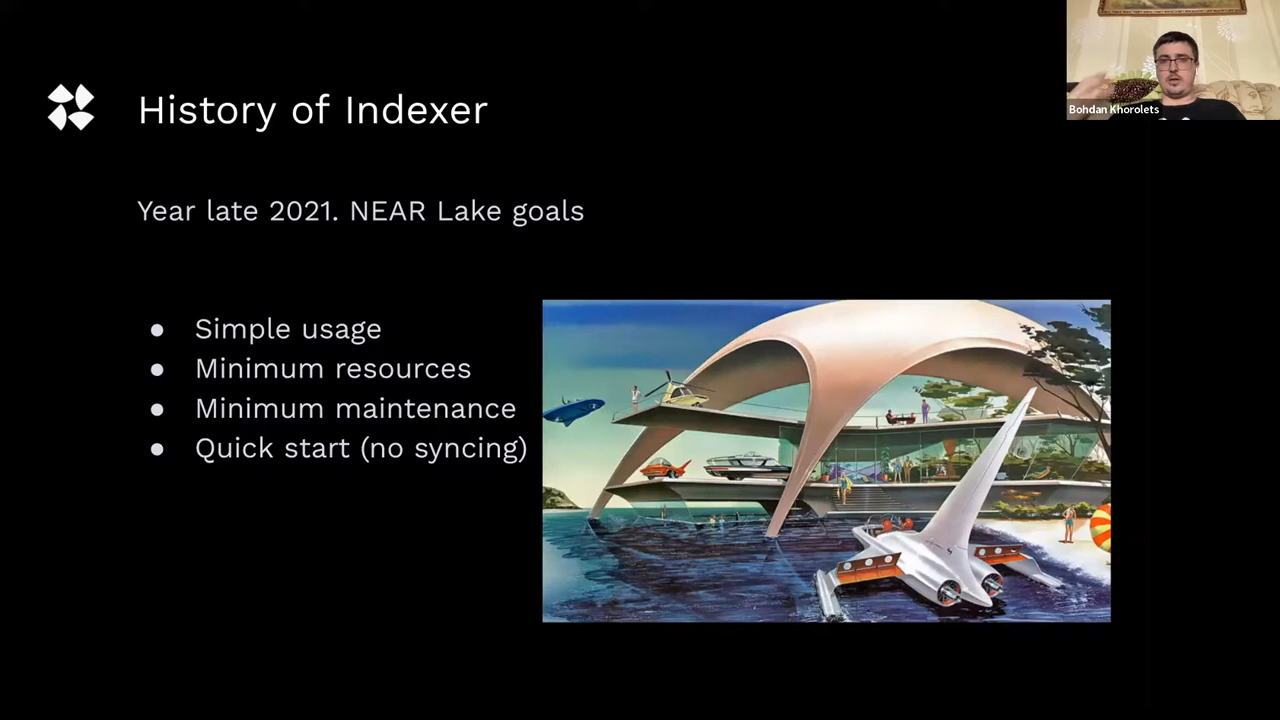 History of Indexer
Bohdan Khorolets
Year late 2021. NEAR Lake goals
● Simple usage
● Minimum resources
● Minimum maintenance
● Quick start (no syncing)